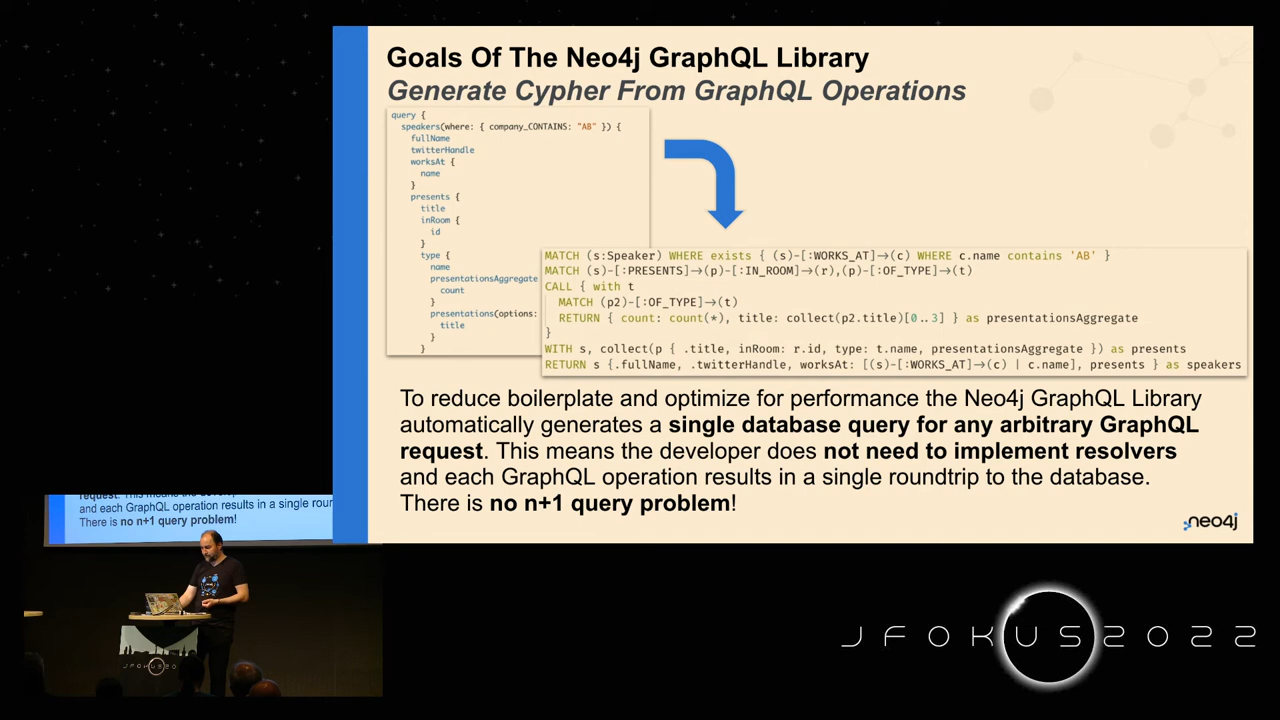 Goals Of The Neo4j GraphQL Library
Generate Cypher From GraphQL Operations
query {
speakers(where: { company_CONTAINS: "AB" }) {
fullName
twitterHandle
worksAt {
name
}
presents {
title
inRoom {
id
}
type {
name
presentationsAggregate
count
}
presentations(options:
title
}
}
MATCH (s:Speaker) WHERE exists { (s)-[:WORKS_AT]→(c) WHERE c.name contains 'AB' }
MATCH (s)-[:PRESENTS]→(p)-[:IN_ROOM]→(r),(p)-[:OF_TYPE]→(t)
CALL { with t
MATCH (p2)-[:OF_TYPE]→(t)
RETURN { count: count(*), title: collect(p2.title)[0..3] } as presentationsAggregate
}
WITH s, collect(p { .title, inRoom: r.id, type: t.name, presentationsAggregate }) as presents
RETURN s {.fullName, .twitterHandle, worksAt: [(s)-[:WORKS_AT]→(c) | c.name], presents } as speakers
To reduce boilerplate and optimize for performance the Neo4j GraphQL Library
automatically generates a single database query for any arbitrary GraphQL
request. This means the developer does not need to implement resolvers
and each GraphQL operation results in a single roundtrip to the database.
There is no n+1 query problem!
neo4j
and each GraphQL operation results in a single roun
There is no n+1 query problem!
JFOKUS2022